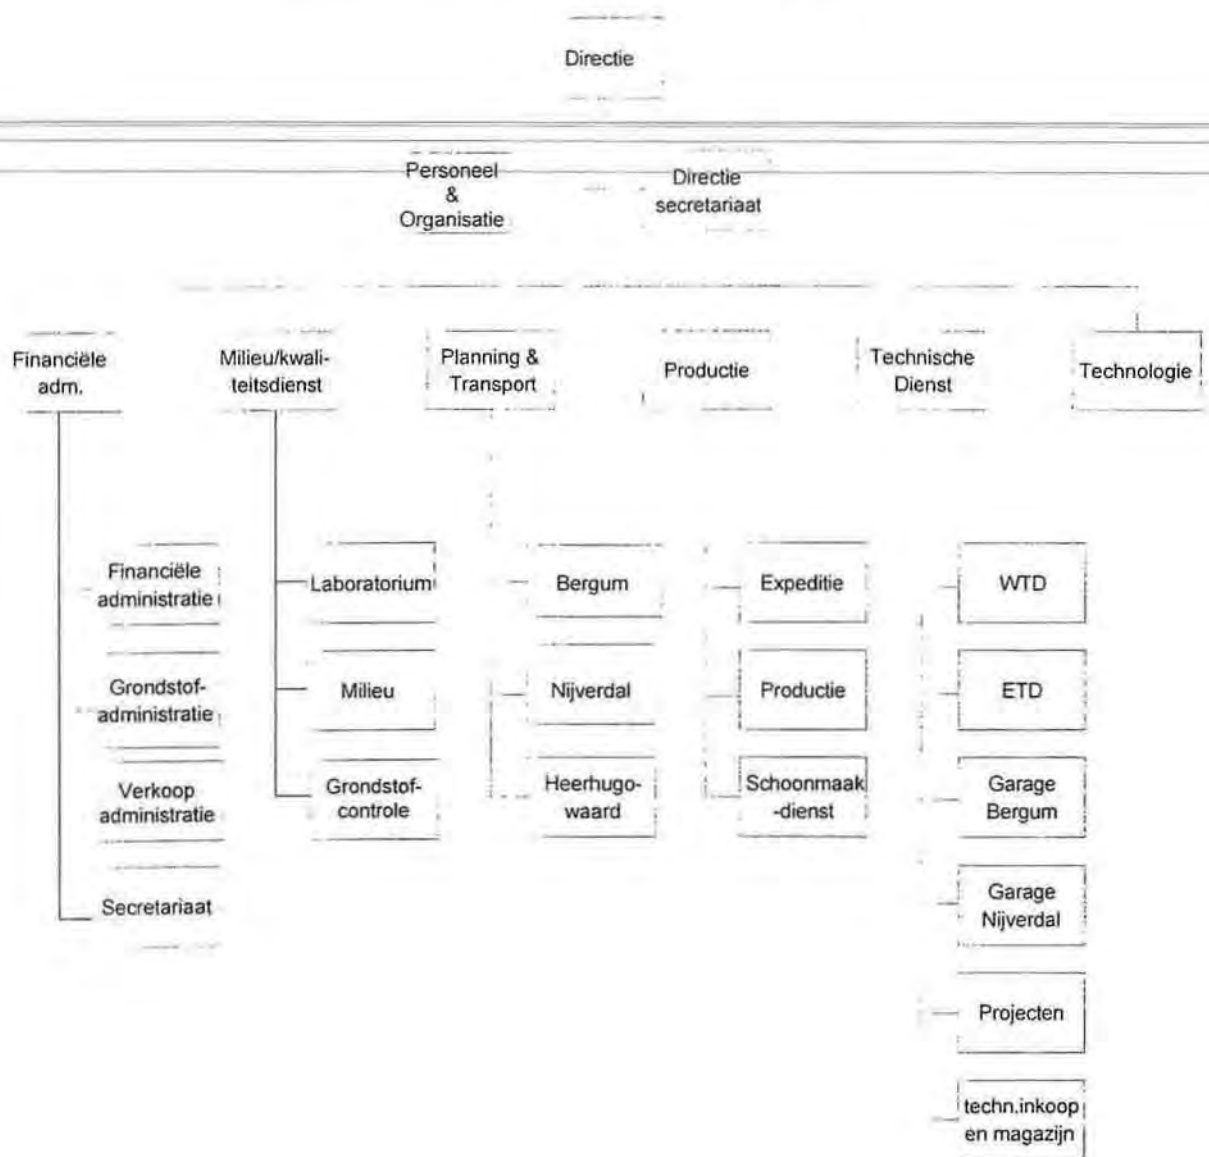 Directie
Personeel
&
Organisatie
Directie
secretariaat
Financiële
adm.
Milieu/kwali-
teitsdienst
Planning &
Transport
Productie
Technische
Dienst
Technologie
Financiële
administratie
Grondstof-
administratie
Verkoop
administratie
Secretariaat
Laboratorium
Milieu
Grondstof-
controle
Bergum
Nijverdal
Heerhugo-
waard
Expeditie
Productie
Schoonmaak
-dienst
WTD
ETD
Garage
Bergum
Garage
Nijverdal
Projecten
techn.inkoop
en magazijn